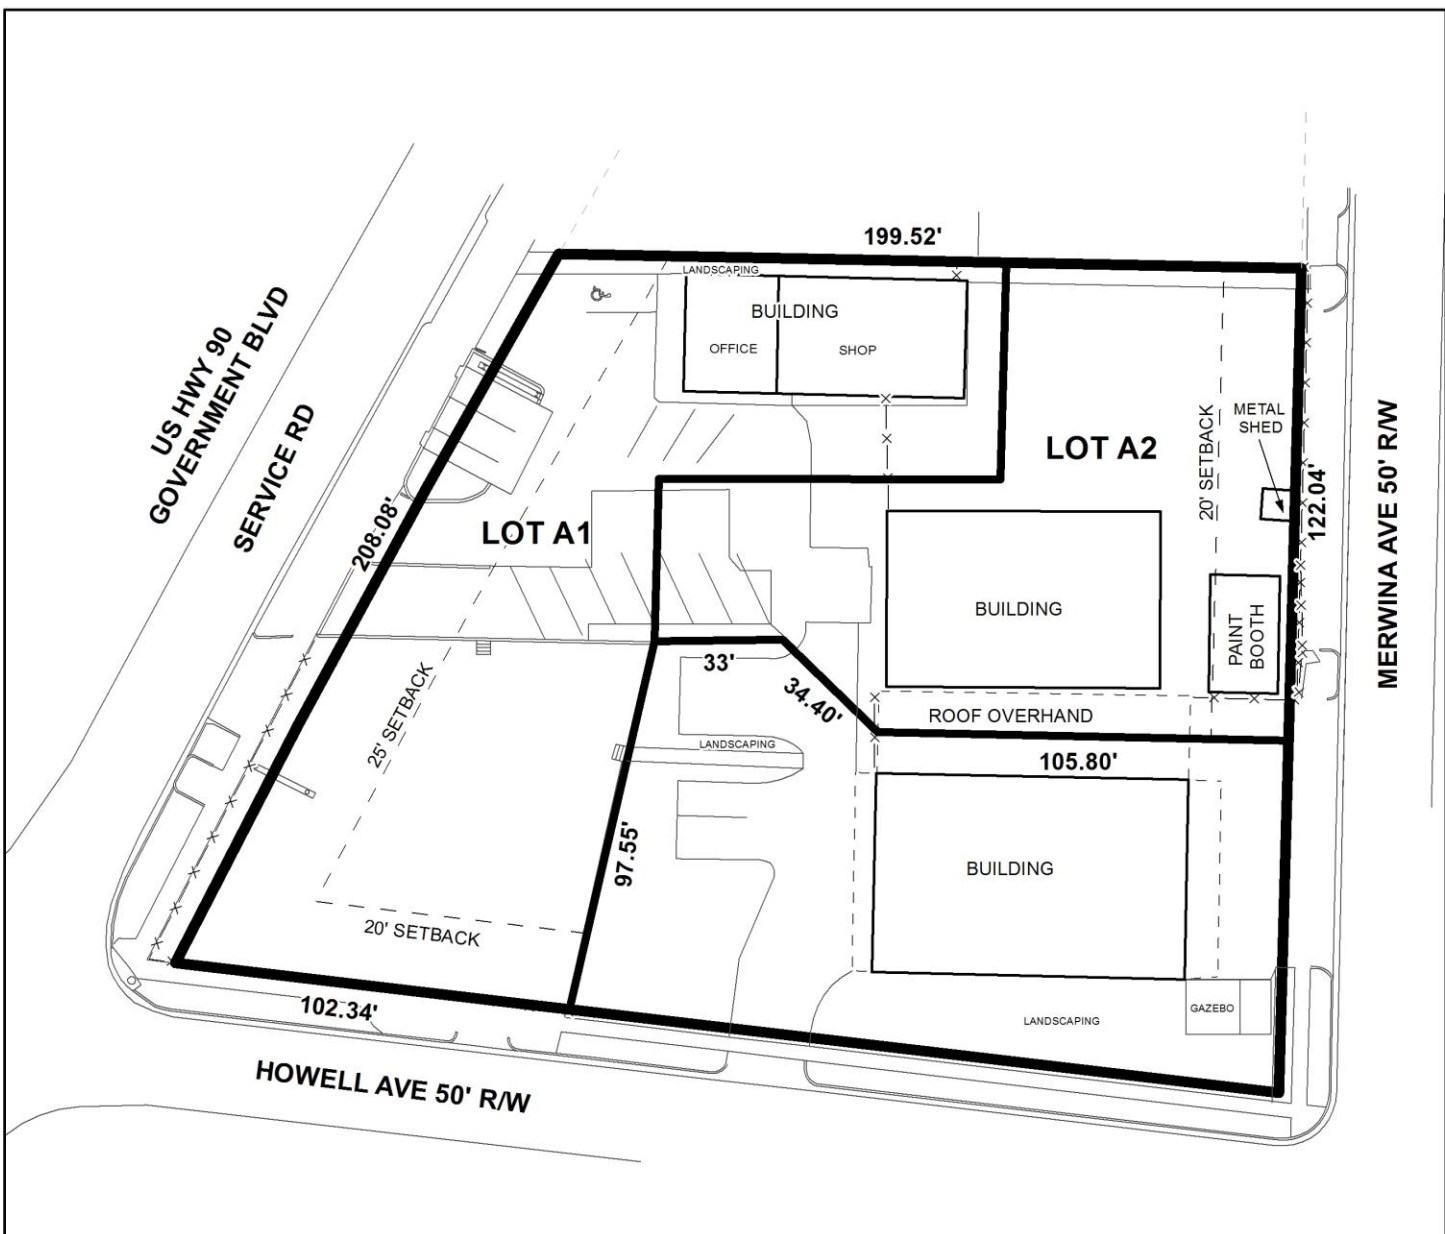 199.52'
LANDSCAPING
BUILDING
OFFICE
SHOP
US HWY 90
GOVERNMENT BLVD
SERVICE RD
208.08'
LOT A1
LOT A2
20' SETBACK
METAL
SHED
122.04'
MERWINA AVE 50' R/W
BUILDING
PAINT
BOOTH
33'
34.40'
ROOF OVERHAND
25' SETBACK
LANDSCAPING
105.80'
97.55'
BUILDING
20' SETBACK
102.34'
GAZEBO
LANDSCAPING
HOWELL AVE 50' R/W